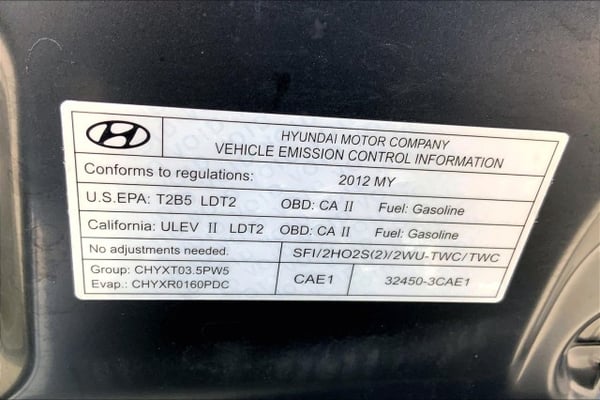 HYUNDAI MOTOR COMPANY
VEHICLE EMISSION CONTROL INFORMATION
Conforms to regulations: 2012 MY
U.S.EPA: T2B5 LDT2 OBD: CA II Fuel: Gasoline
California: ULEV II LDT2 OBD: CA II Fuel: Gasoline
No adjustments needed. SFI/2HO2S(2)/2WU-TWC/TWC
Group: CHYXT03.5PW5
Evap.: CHYXR0160PDC
CAE1 32450-3CAE1